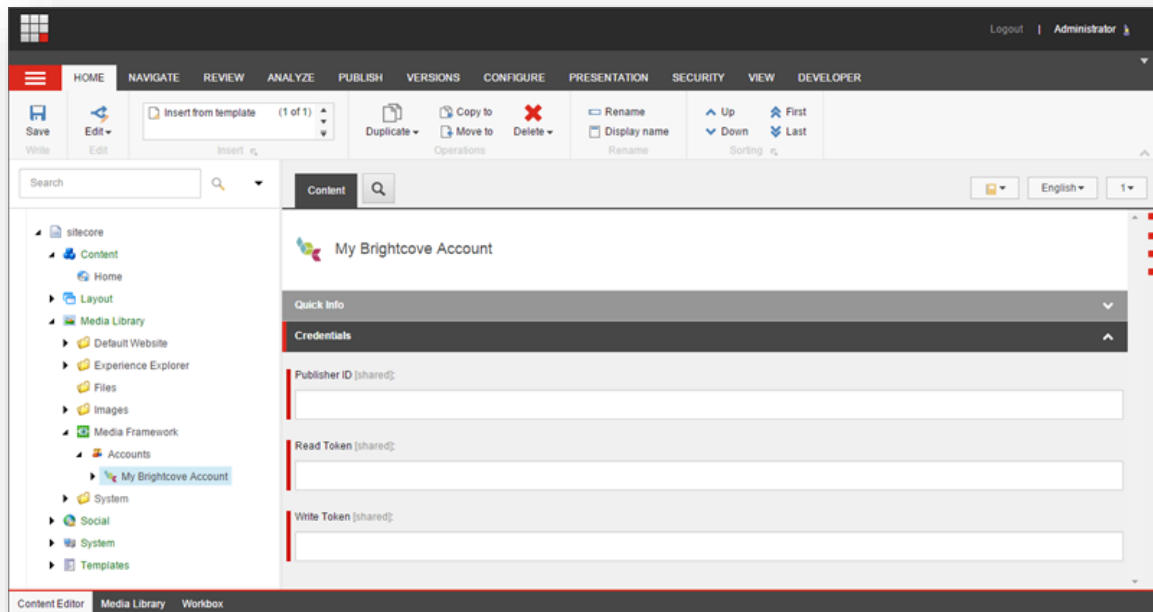 Logout | Administrator
HOME NAVIGATE REVIEW ANALYZE PUBLISH VERSIONS CONFIGURE PRESENTATION SECURITY VIEW DEVELOPER
Insert from template (1 of 1) Copy to Rename Up First
Save Edit Duplicate Move to Delete Display name Down Last
Write Edit Insert Operations Rename Sorting
Search
Content
English 1
sitecore
Content
Home
Layout
Media Library
Default Website
Experience Explorer
Files
Images
Media Framework
Accounts
My Brightcove Account
System
Social
System
Templates
My Brightcove Account
Quick Info
Credentials
Publisher ID [shared]:
Read Token [shared]:
Write Token [shared]:
Content Editor Media Library Workbox